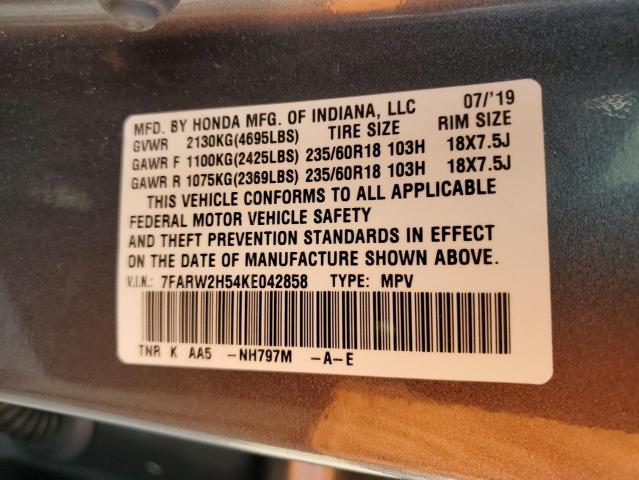 MFD. BY HONDA MFG. OF INDIANA, LLC 07/'19
GVWR 2130KG(4695LBS) TIRE SIZE RIM SIZE
GAWR F 1100KG(2425LBS) 235/60R18 103H 18X7.5J
GAWR R 1075KG(2369LBS) 235/60R18 103H 18X7.5J
THIS VEHICLE CONFORMS TO ALL APPLICABLE
FEDERAL MOTOR VEHICLE SAFETY
AND THEFT PREVENTION STANDARDS IN EFFECT
ON THE DATE OF MANUFACTURE SHOWN ABOVE.
V.I.N.: 7FARW2H54KE042858 TYPE: MPV
TNR K AA5 -NH797M -A-E